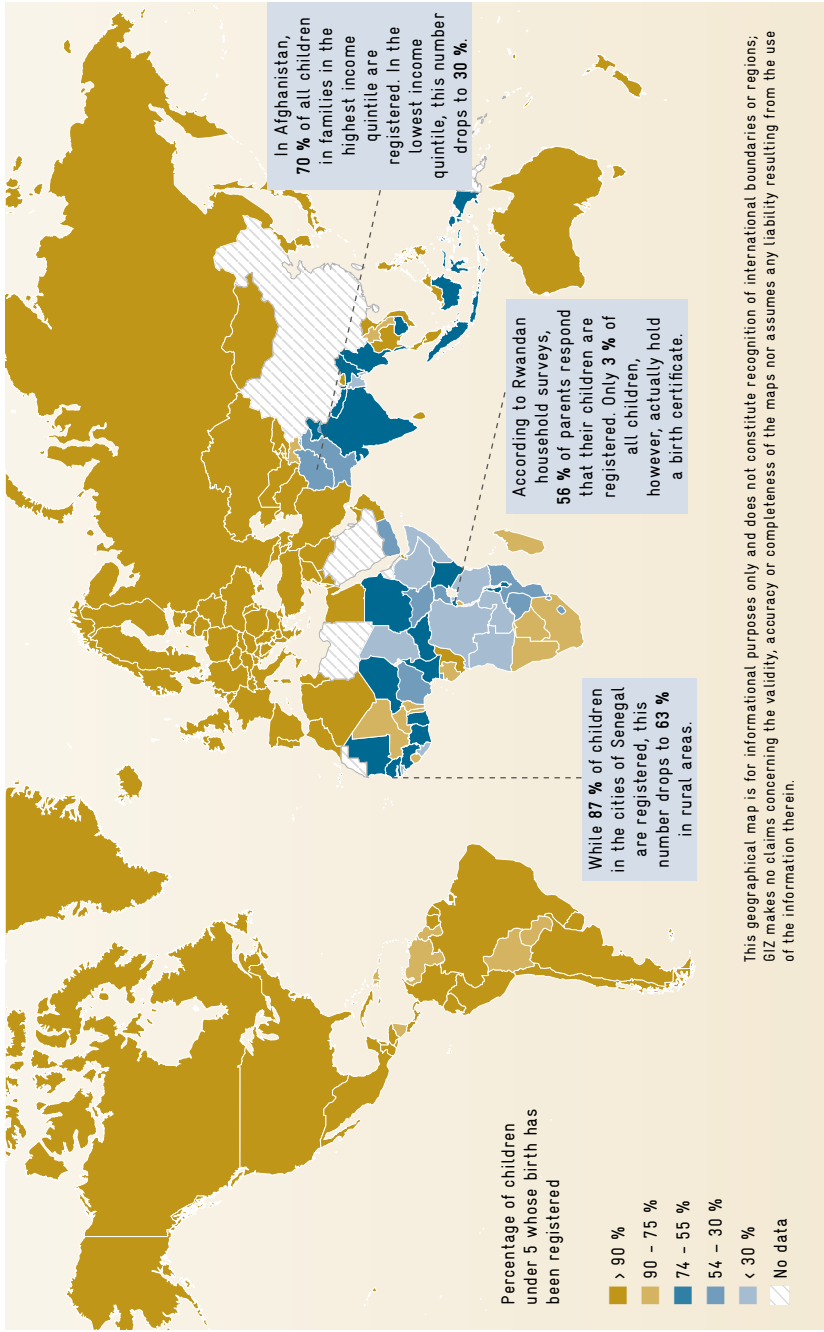 In Afghanistan,
70 % of all children
in families in the
highest income
quintile are
registered. In the
lowest income
quintile, this number
drops to 30 %.
According to Rwandan
household surveys,
56 % of parents respond
that their children are
registered. Only 3 % of
all children,
however, actually hold
a birth certificate.
While 87 % of children
in the cities of Senegal
are registered, this
number drops to 63 %
in rural areas.
Percentage of children
under 5 whose birth has
been registered
> 90 %
90 – 75 %
74 – 55 %
54 – 30 %
< 30 %
No data
This geographical map is for informational purposes only and does not constitute recognition of international boundaries or regions;
GIZ makes no claims concerning the validity, accuracy or completeness of the maps nor assumes any liability resulting from the use
of the information therein.